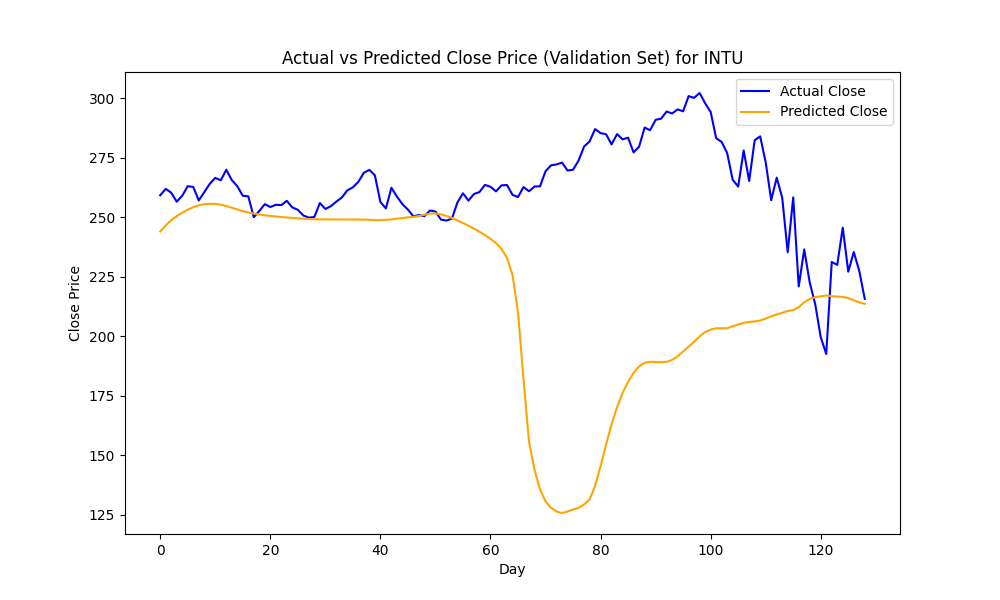 Actual vs Predicted Close Price (Validation Set) for INTU
Actual Close
Predicted Close
300
275
250
225
200
175
150
125
Close Price
0 20 40 60 80 100 120
Day